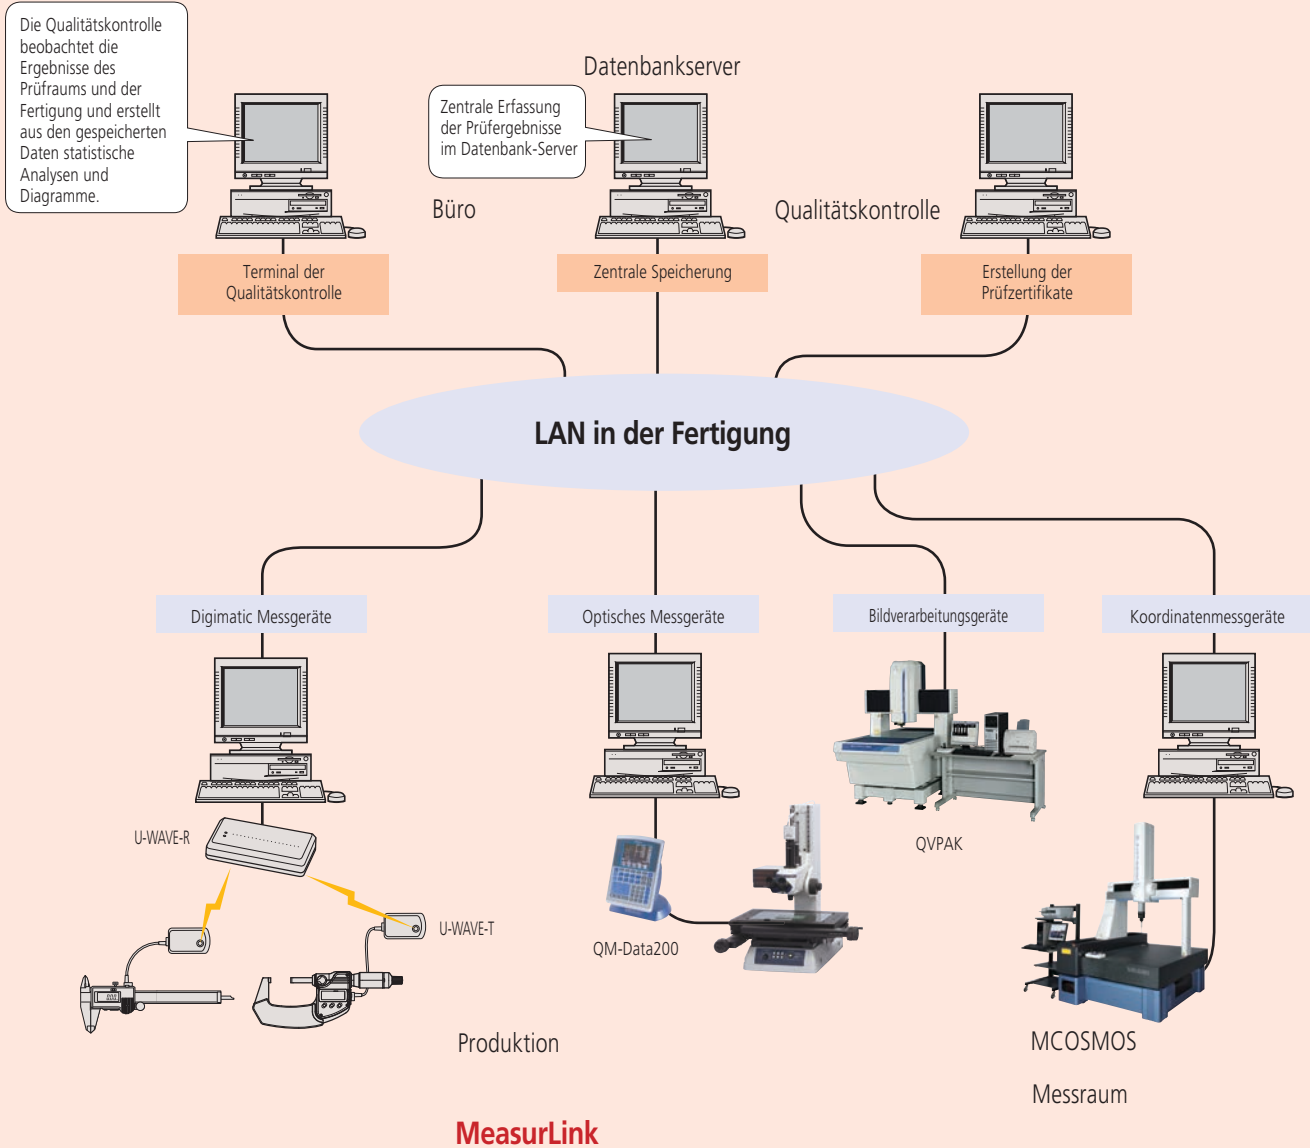 Die Qualitätskontrolle
beobachtet die
Ergebnisse des
Prüfraums und der
Fertigung und erstellt
aus den gespeicherten
Daten statistische
Analysen und
Diagramme.
Datenbankserver
Zentrale Erfassung
der Prüfergebnisse
im Datenbank-Server
Büro
Qualitätskontrolle
Terminal der
Qualitätskontrolle
Zentrale Speicherung
Erstellung der
Prüfzertifikate
LAN in der Fertigung
Digimatic Messgeräte
Optisches Messgeräte
Bildverarbeitungsgeräte
Koordinatenmessgeräte
U-WAVE-R
U-WAVE-T
QM-Data200
QVPAK
Produktion
MCOSMOS
Messraum
MeasurLink